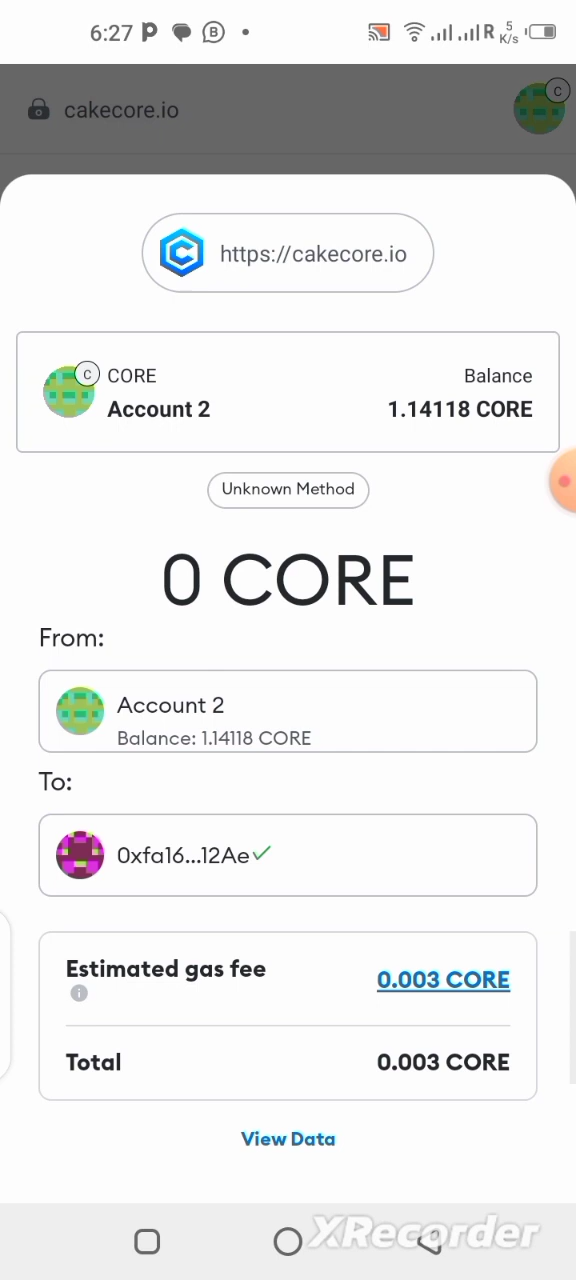 6:27 R 5 K/s
cakecore.io C
https://cakecore.io
C CORE Balance
Account 2 1.14118 CORE
Unknown Method
0 CORE
From:
Account 2
Balance: 1.14118 CORE
To:
0xfa16...12Ae
Estimated gas fee 0.003 CORE
Total 0.003 CORE
View Data
XRecorder